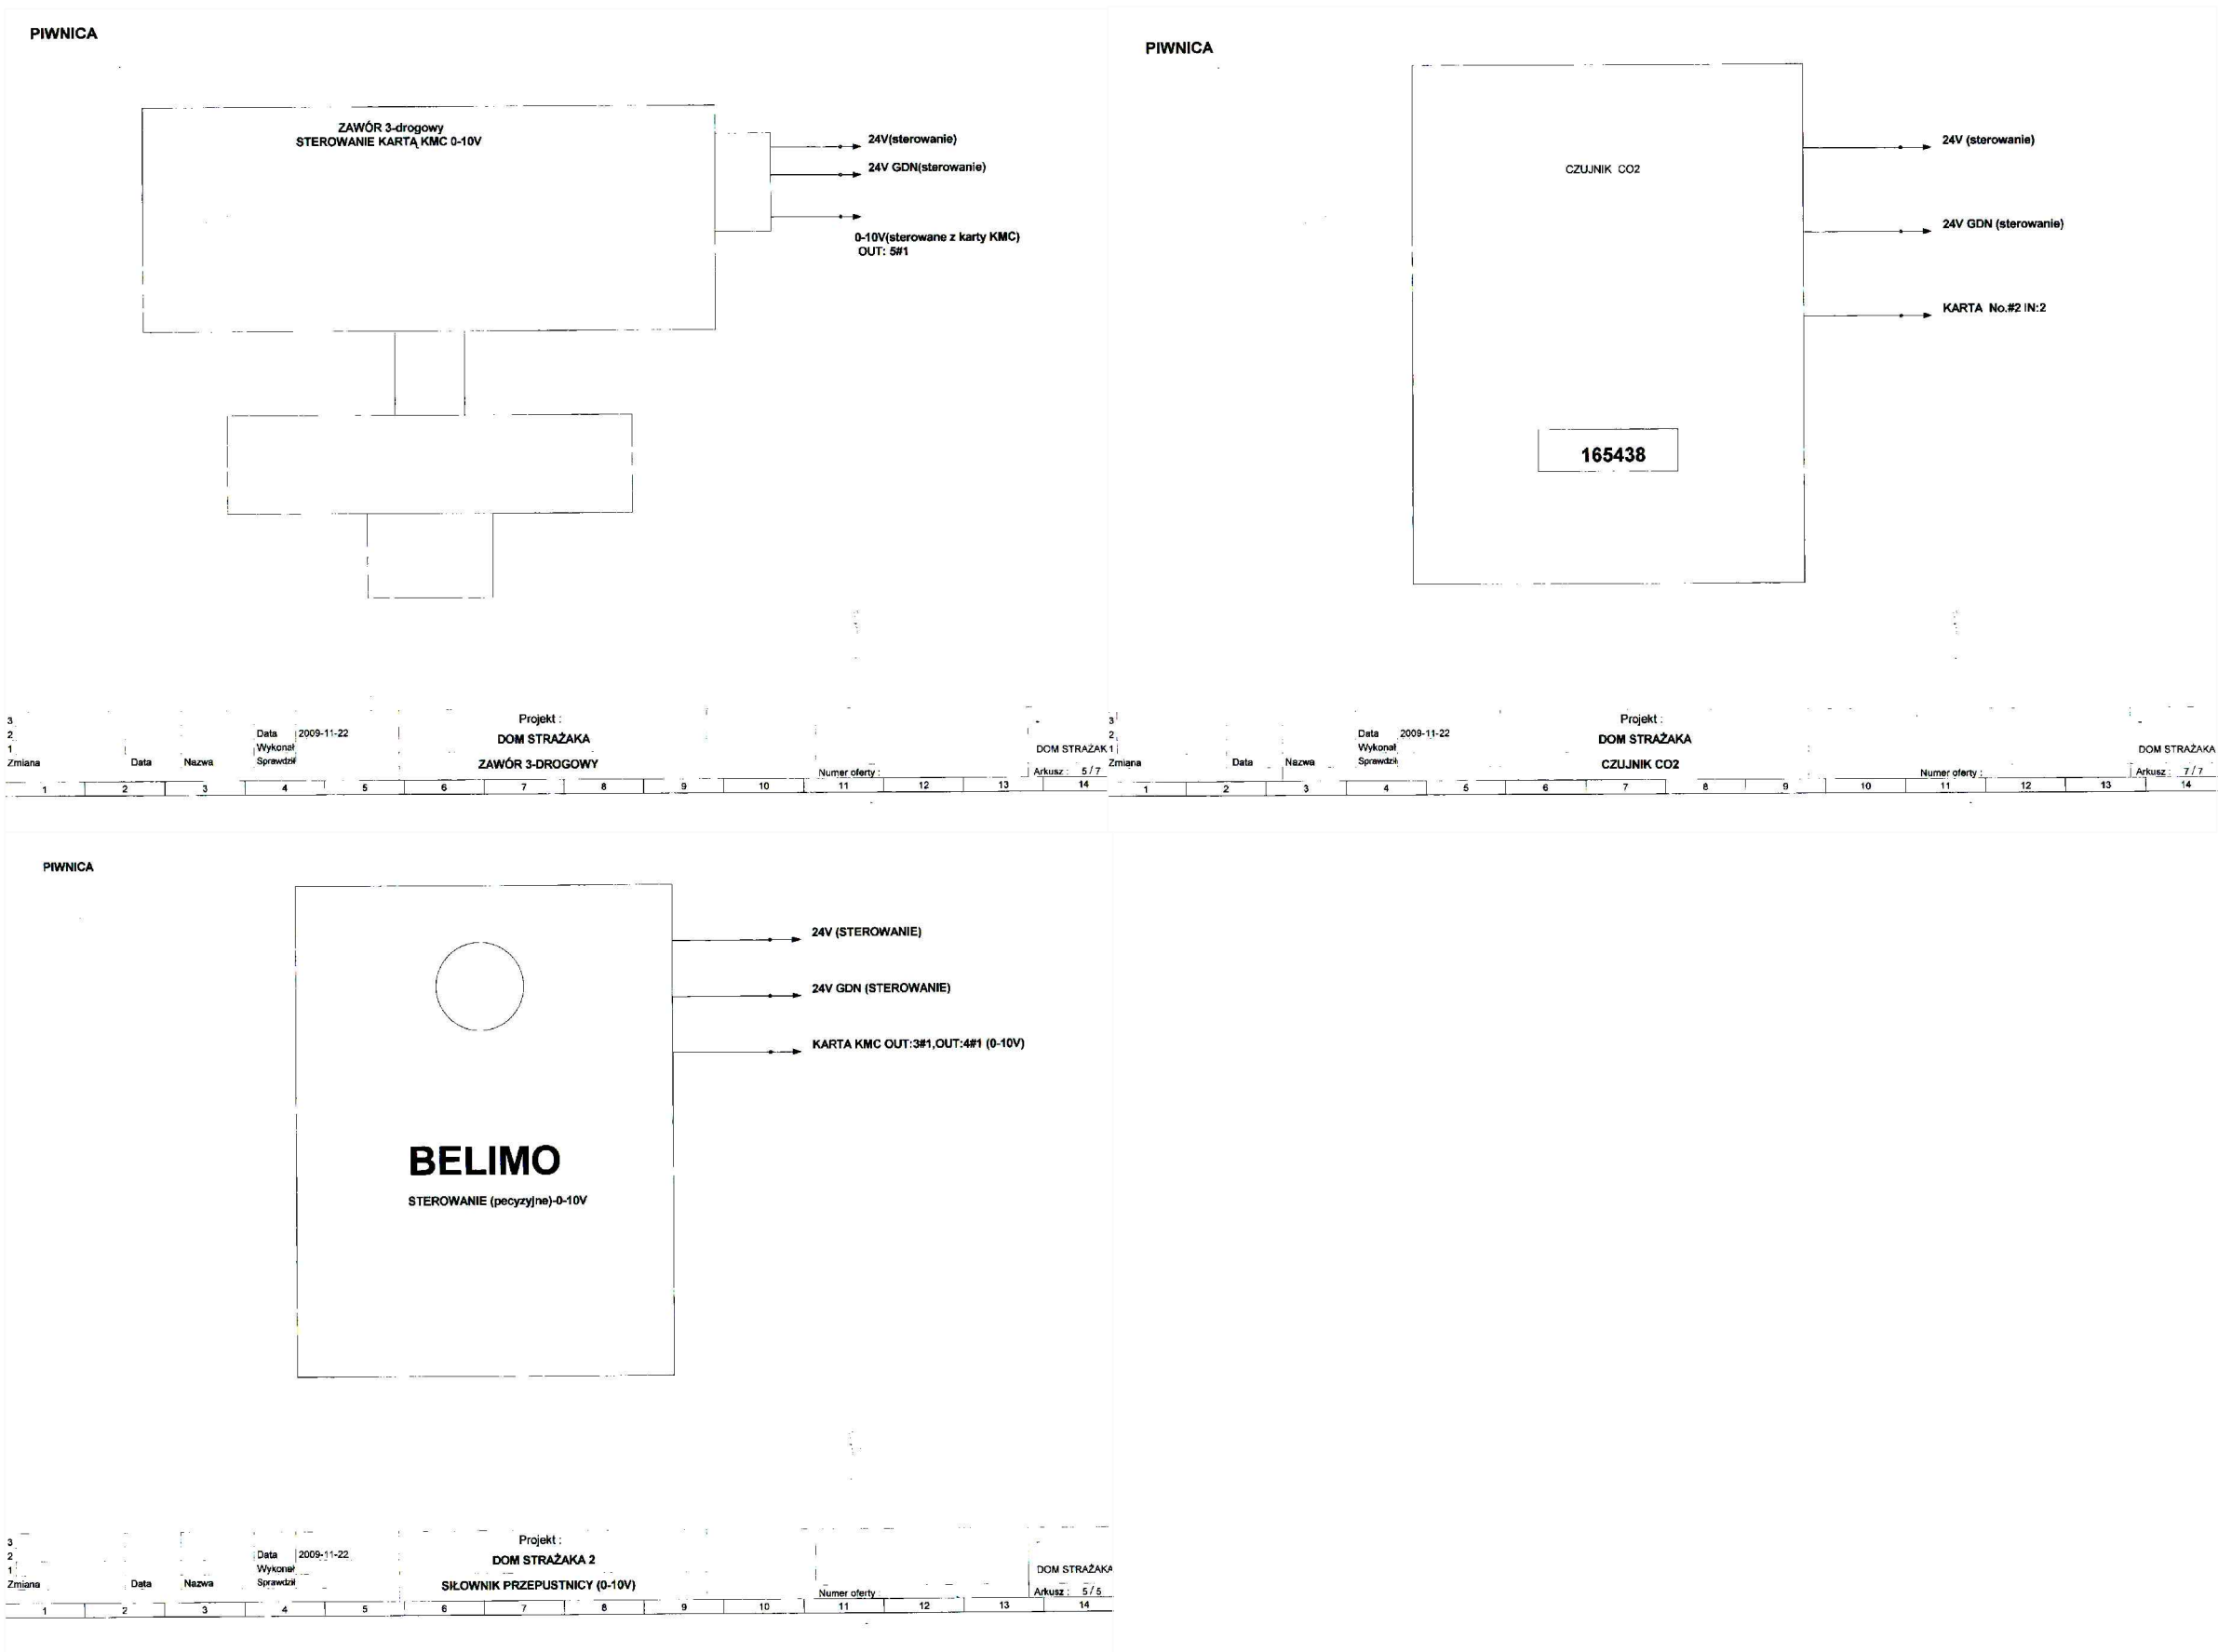 PIWNICA
ZAWÓR 3-drogowy
STEROWANIE KARTĄ KMC 0-10V
24V(sterowanie)
24V GDN(sterowanie)
0-10V(sterowane z karty KMC)
OUT: 5#1
3
2
1
Zmiana Data Nazwa
Data 2009-11-22
Wykonał
Sprawdził
Projekt :
DOM STRAŻAKA
ZAWÓR 3-DROGOWY
Numer oferty :
DOM STRAŻAK
Arkusz : 5 / 7
1 2 3 4 5 6 7 8 9 10 11 12 13 14
PIWNICA
CZUJNIK CO2
165438
24V (sterowanie)
24V GDN (sterowanie)
KARTA No.#2 IN:2
3
2
1
Zmiana Data Nazwa
Data 2009-11-22
Wykonał
Sprawdził
Projekt :
DOM STRAŻAKA
CZUJNIK CO2
Numer oferty :
DOM STRAŻAKA
Arkusz : 7 / 7
1 2 3 4 5 6 7 8 9 10 11 12 13 14
PIWNICA
24V (STEROWANIE)
24V GDN (STEROWANIE)
KARTA KMC OUT:3#1,OUT:4#1 (0-10V)
BELIMO
STEROWANIE (pecyzyjne)-0-10V
3
2
1
Zmiana Data Nazwa
Data 2009-11-22
Wykonał
Sprawdził
Projekt :
DOM STRAŻAKA 2
SIŁOWNIK PRZEPUSTNICY (0-10V)
Numer oferty :
DOM STRAŻAKA
Arkusz : 5 / 5
1 2 3 4 5 6 7 8 9 10 11 12 13 14